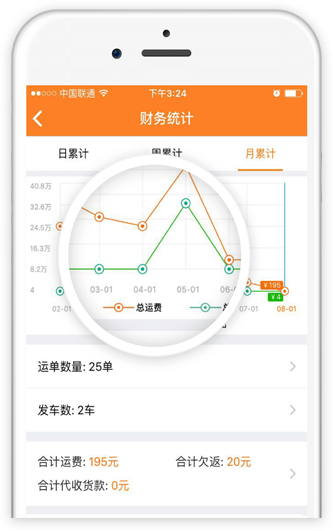 中国联通 下午3:24
财务统计
日累计 周累计 月累计
40.8万
32.6万
24.5万
16.3万
8.2万
4
¥195
¥4
02-01 03-01 04-01 05-01 06- 07-01 08-01
总运费
运单数量: 25单
发车数: 2车
合计运费: 195元 合计欠返: 20元
合计代收货款: 0元